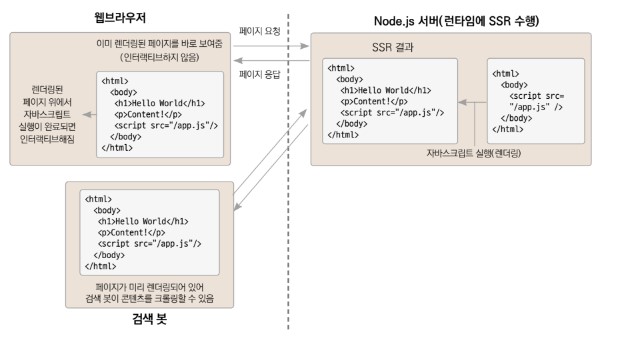 웹브라우저
이미 렌더링된 페이지를 바로 보여줌
(인터랙티브하지 않음)
렌더링된
페이지 위에서
자바스크립트
실행이 완료되면
인터랙티브해짐
<html>
<body>
<h1>Hello World</h1>
<p>Content!</p>
<script src="/app.js"/>
</body>
</html>
페이지 요청
페이지 응답
Node.js 서버(런타임에 SSR 수행)
SSR 결과
<html>
<body>
<h1>Hello World</h1>
<p>Content!</p>
<script src="/app.js"/>
</body>
</html>
<html>
<body>
<script src=
"/app.js" />
</body>
</html>
자바스크립트 실행(렌더링)
<html>
<body>
<h1>Hello World</h1>
<p>Content!</p>
<script src="/app.js"/>
</body>
</html>
페이지가 미리 렌더링되어 있어
검색 봇이 콘텐츠를 크롤링할 수 있음
검색 봇